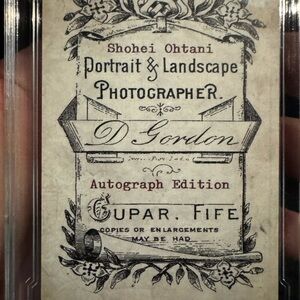 Shohei Ohtani
Portrait & Landscape
PHOTOGRAPHER.
D. Gordon
Autograph Edition
CUPAR. FIFE
COPIES OR ENLARGEMENTS
MAY BE HAD